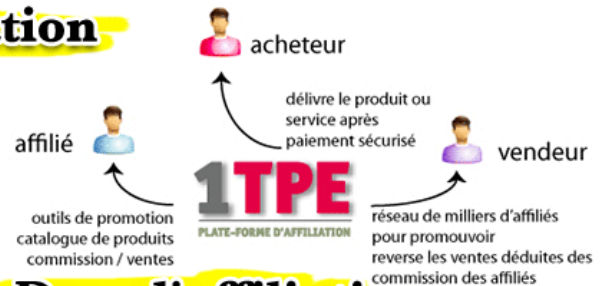 ation
acheteur
délivre le produit ou
service après
paiement sécurisé
affilié
vendeur
1TPE
PLATE-FORME D'AFFILIATION
outils de promotion
catalogue de produits
commission / ventes
réseau de milliers d'affiliés
pour promouvoir
reverse les ventes déduites des
commission des affiliés